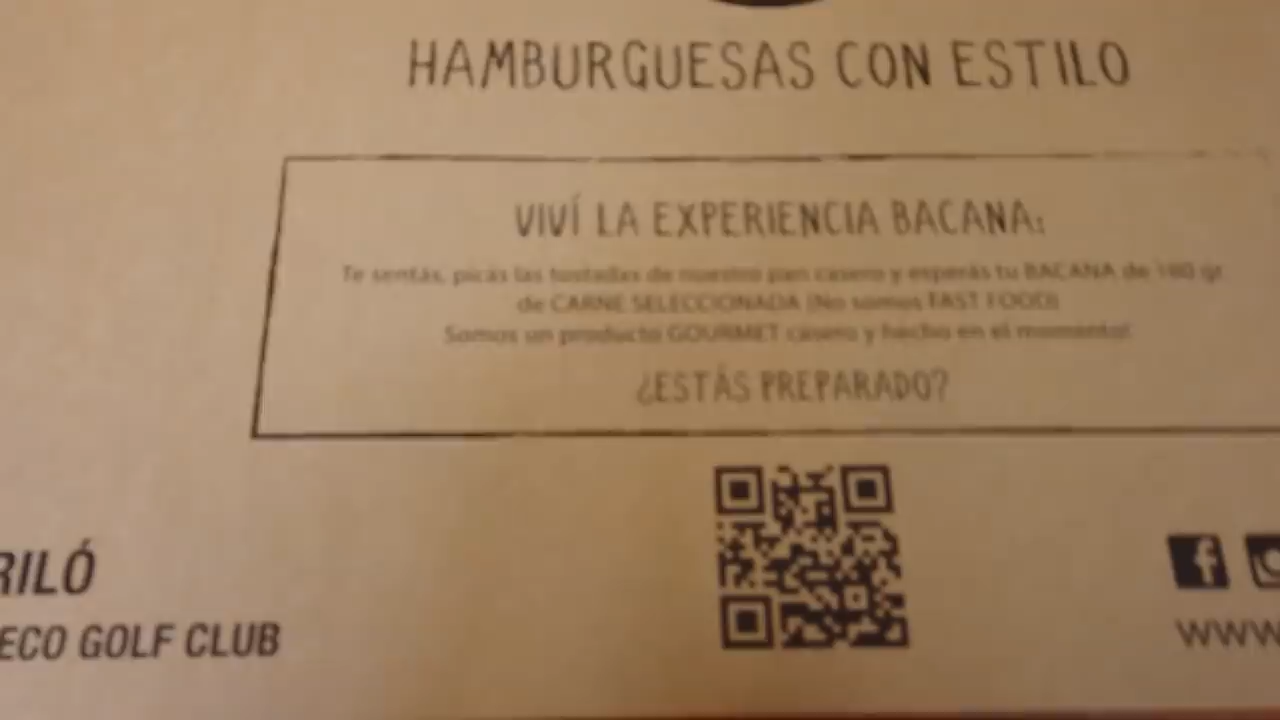 HAMBURGUESAS CON ESTILO
VIVÍ LA EXPERIENCIA BACANA:
Te sentás, picás las tostadas de nuestro pan casero y esperás tu BACANA de 180 gr.
de CARNE SELECCIONADA (No somos FAST FOOD)
Somos un producto GOURMET casero y hecho en el momento!
¿ESTÁS PREPARADO?
RILÓ
ECO GOLF CLUB
f
www